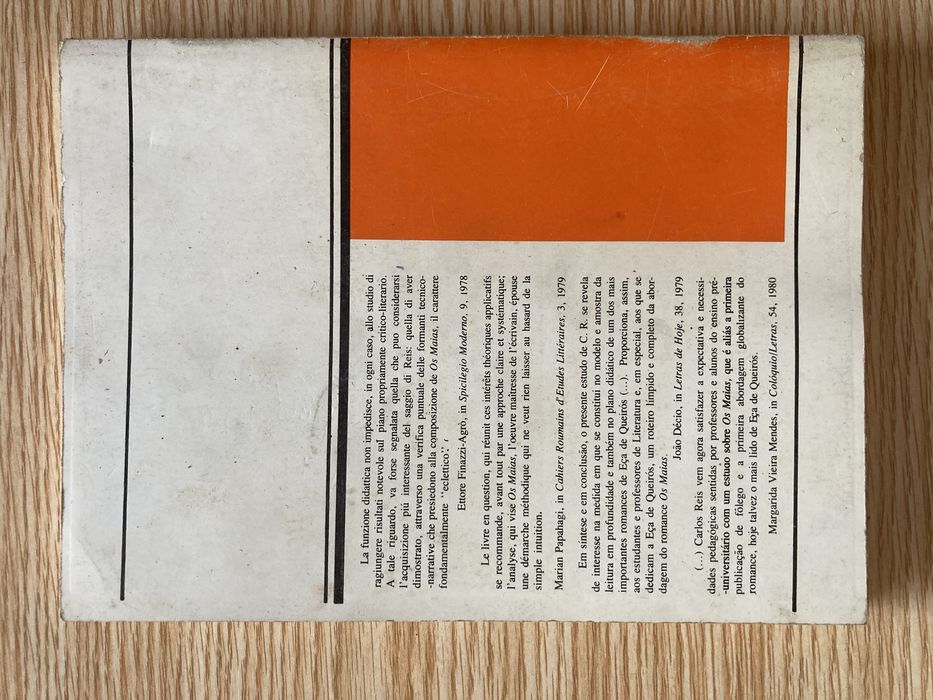 La funzione didattica non impedisce, in ogni caso, allo studio di
ragiungere risultati notevole sul piano propriamente critico-literario.
A tale riguardo, va forse segnalata quella che puo considerarsi
l'acquisizione più interessante del saggio di Reis: quella di aver
dimostrato, attraverso una verifica puntuale delle formanti tecnico-
-narrative che presiedono alla composizione de Os Maias, il carattere
fondamentalmente "eclettico".
Ettore Finazzi-Agrò, in Spicilegio Moderno, 9, 1978
Le livre en question, qui réunit ces intérêts théoriques applicatifs
se recommande, avant tout par une approche claire et systématique;
l'analyse, qui vise Os Maias, l'oeuvre maîtresse de l'écrivain, épouse
une démarche méthodique qui ne veut rien laisser au hasard de la
simple intuition.
Marian Papahagi, in Cahiers Roumains d'Etudes Littéraires, 3, 1979
Em síntese e em conclusão, o presente estudo de C. R. se revela
de interesse na medida em que se constitui no modelo e amostra da
leitura em profundidade e também no plano didático de um dos mais
importantes romances de Eça de Queirós (...). Proporciona, assim,
aos estudantes e professores de Literatura e, em especial, aos que se
dedicam a Eça de Queirós, um roteiro límpido e completo da abor-
dagem do romance Os Maias.
João Décio, in Letras de Hoje, 38, 1979
(...) Carlos Reis vem agora satisfazer a expectativa e necessi-
dades pedagógicas sentidas por professores e alunos do ensino pré-
-universitário com um estudo sobre Os Maias, que é aliás a primeira
publicação de fôlego e a primeira abordagem globalizante do
romance, hoje talvez o mais lido de Eça de Queirós.
Margarida Vieira Mendes, in Colóquio/Letras, 54, 1980